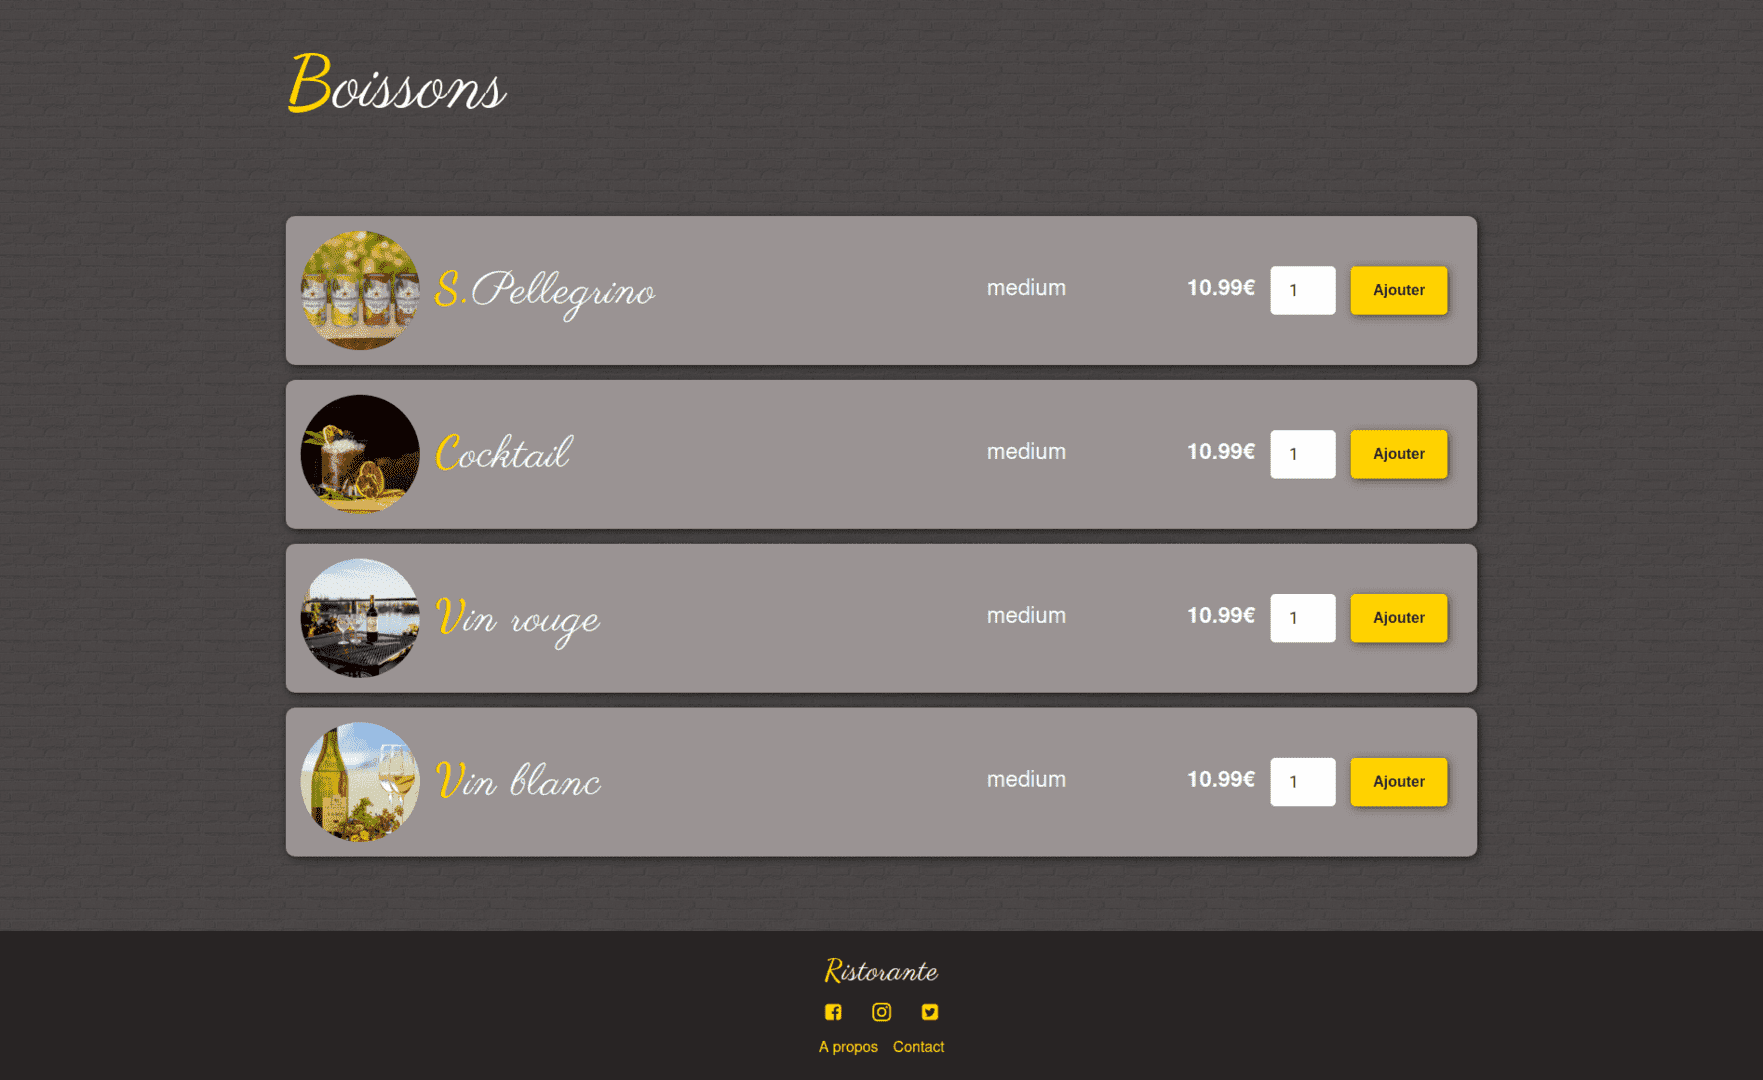 Boissons
S.Pellegrino medium 10.99€ 1 Ajouter
Cocktail medium 10.99€ 1 Ajouter
Vin rouge medium 10.99€ 1 Ajouter
Vin blanc medium 10.99€ 1 Ajouter
Ristorante
A propos Contact